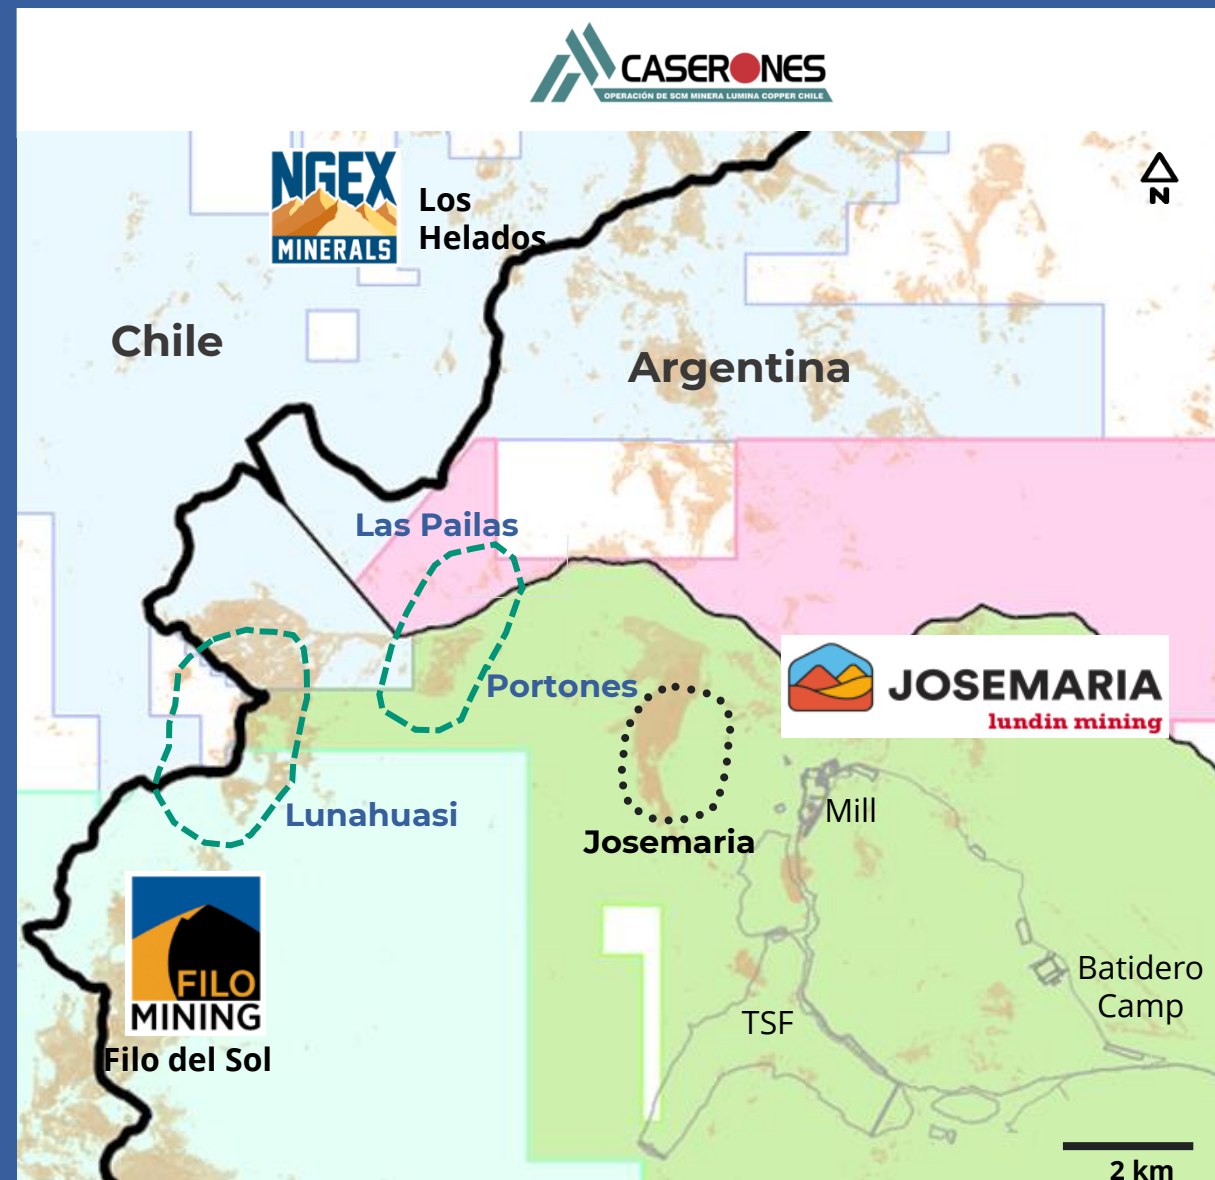 CASERONES
OPERACIÓN DE SCM MINERA LUMINA COPPER CHILE
NGEX
MINERALS
Los
Helados
N
Chile
Argentina
Las Pailas
Portones
JOSEMARIA
lundin mining
Lunahuasi
Mill
Josemaria
FILO
MINING
Filo del Sol
Batidero
Camp
TSF
2 km